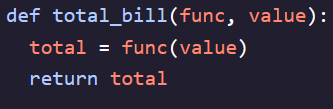 def total_bill(func, value):
  total = func(value)
  return total